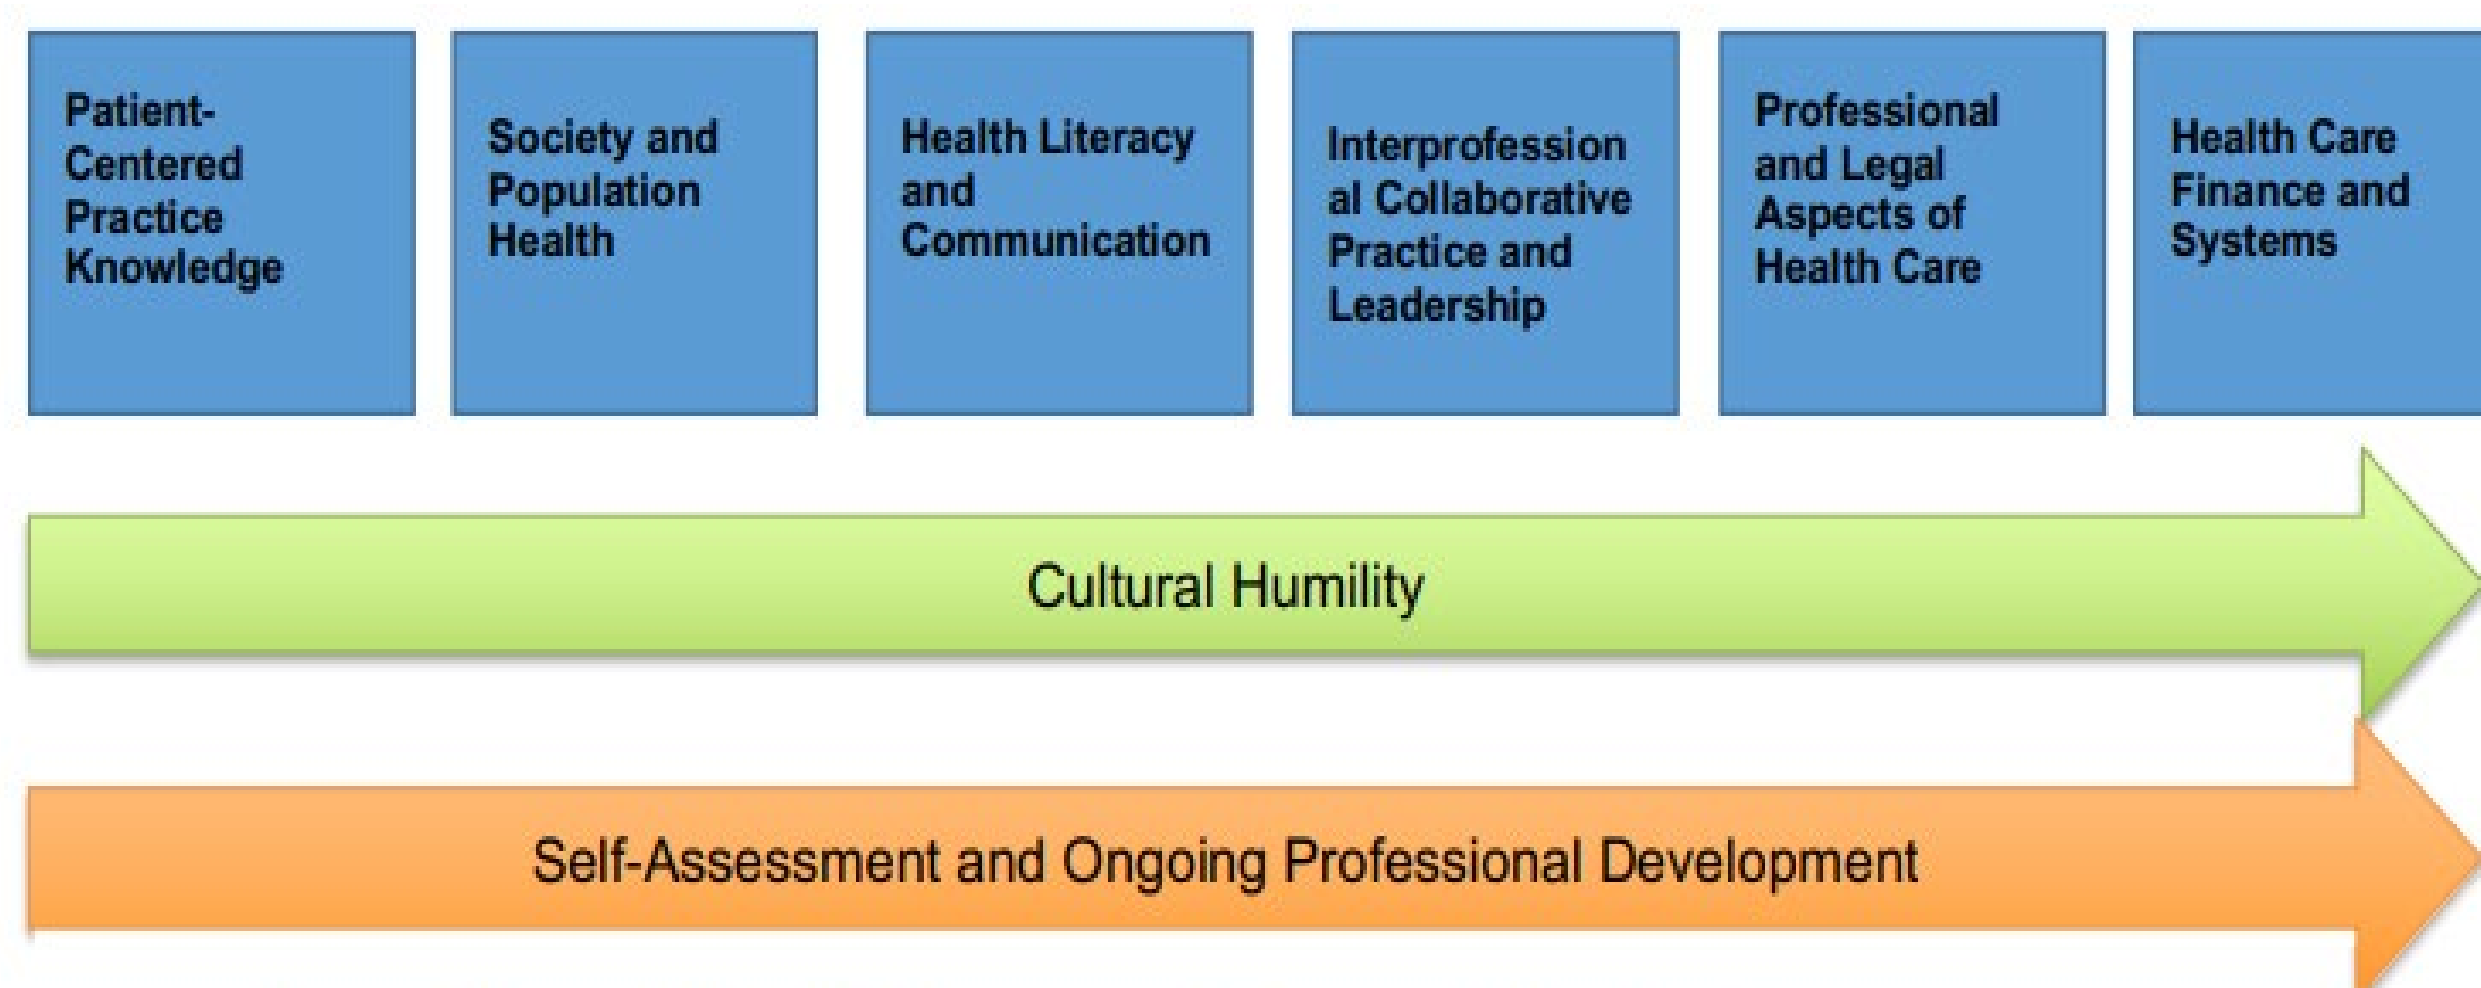 Patient-
Centered
Practice
Knowledge
Society and
Population
Health
Health Literacy
and
Communication
Interprofession
al Collaborative
Practice and
Leadership
Professional
and Legal
Aspects of
Health Care
Health Care
Finance and
Systems
Cultural Humility
Self-Assessment and Ongoing Professional Development